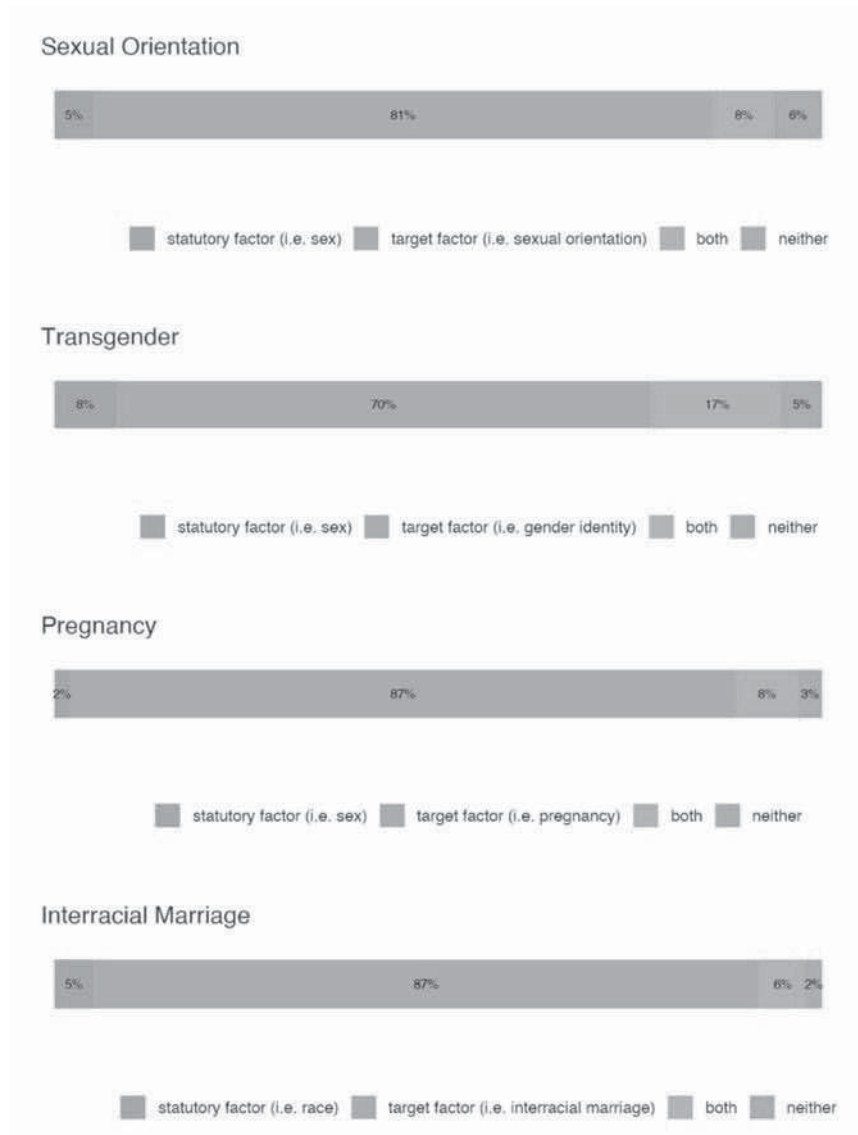 Sexual Orientation
5% 81% 8% 6%
statutory factor (i.e. sex) target factor (i.e. sexual orientation) both neither
Transgender
8% 70% 17% 5%
statutory factor (i.e. sex) target factor (i.e. gender identity) both neither
Pregnancy
2% 87% 8% 3%
statutory factor (i.e. sex) target factor (i.e. pregnancy) both neither
Interracial Marriage
5% 87% 6% 2%
statutory factor (i.e. race) target factor (i.e. interracial marriage) both neither